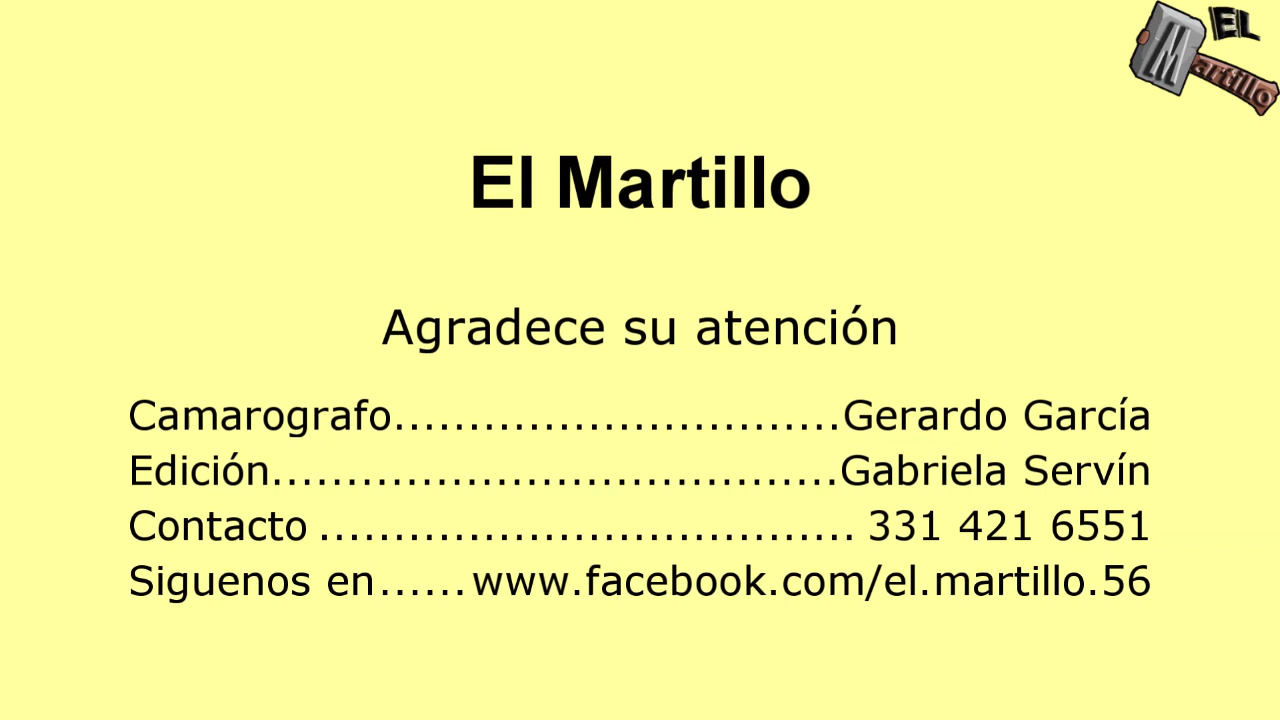 EL
Martillo
El Martillo
Agradece su atención
Camarografo..............................Gerardo García
Edición......................................Gabriela Servín
Contacto .................................... 331 421 6551
Siguenos en......www.facebook.com/el.martillo.56